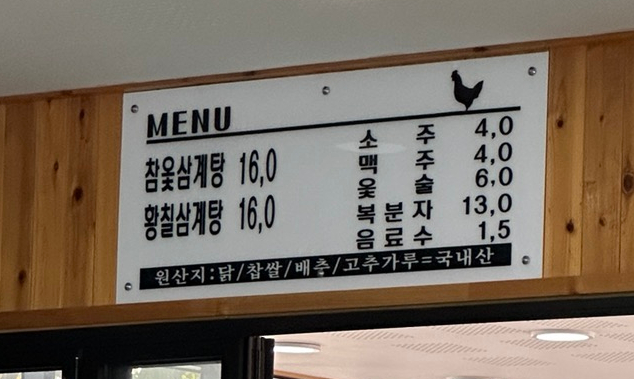 MENU
참옻삼계탕 16,0
황칠삼계탕 16,0
소 주 4,0
맥 주 4,0
옻 술 6,0
복 분 자 13,0
음 료 수 1,5
원산지:닭/찹쌀/배추/고추가루=국내산